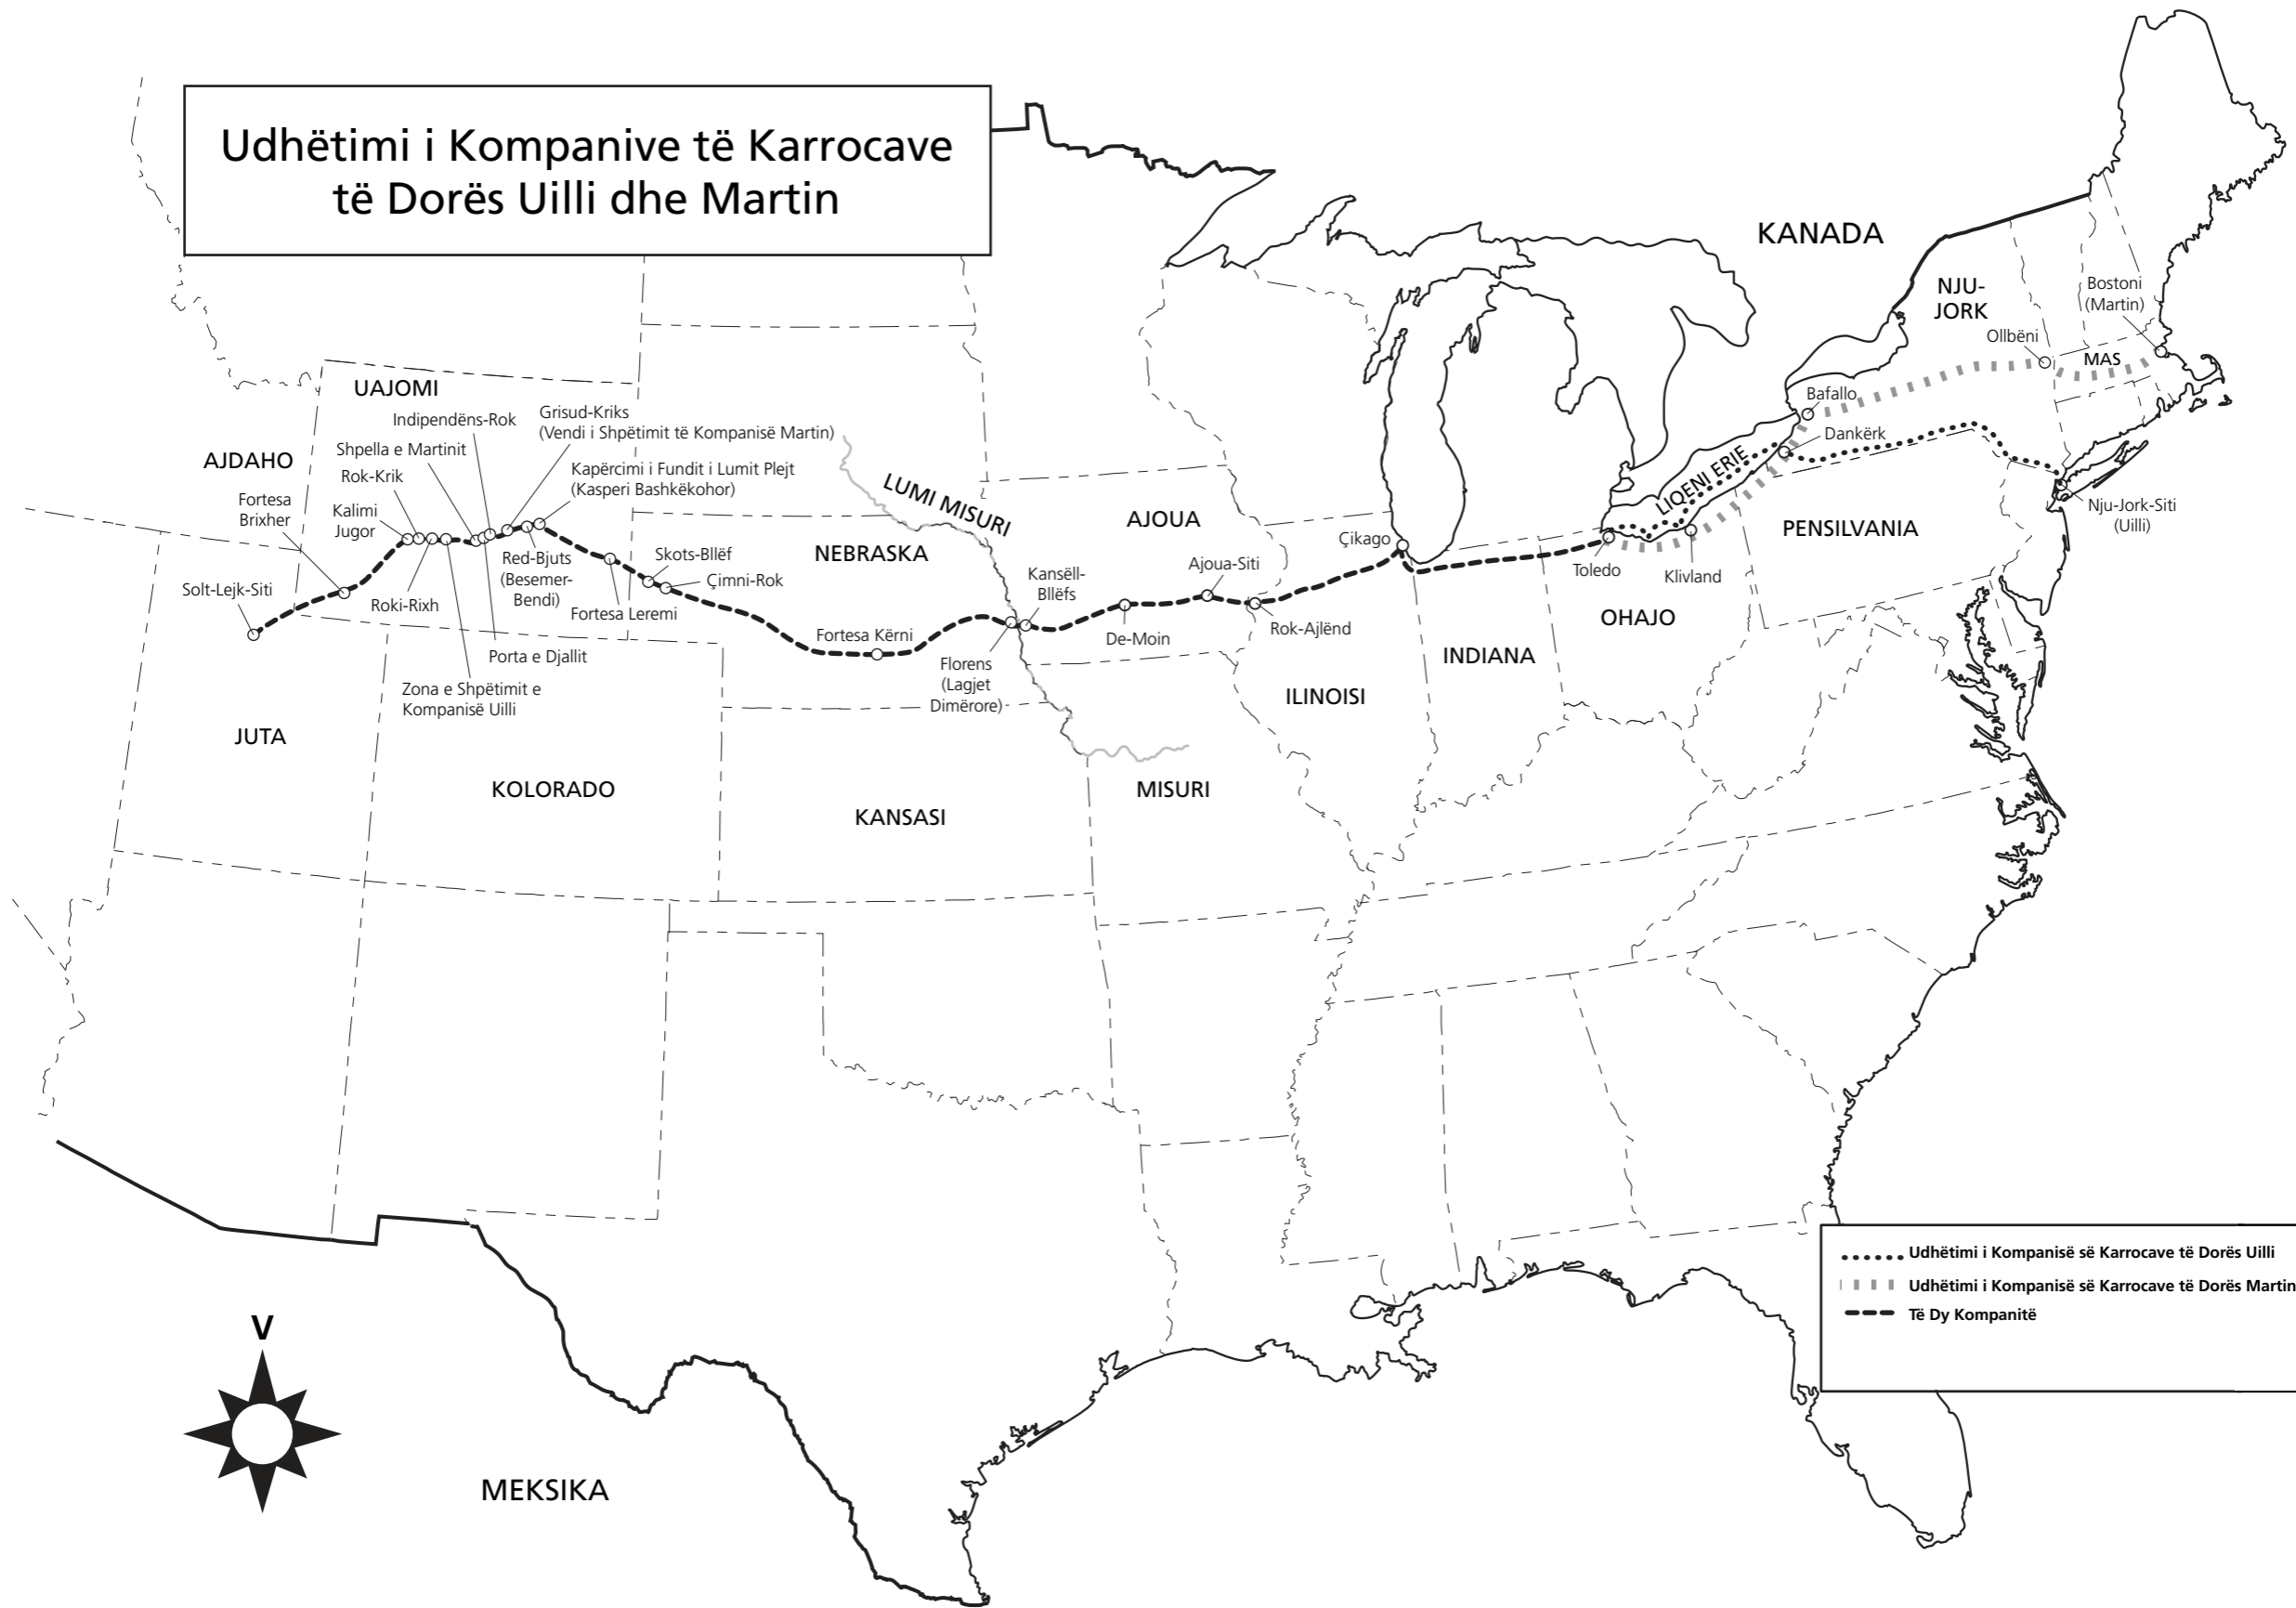 Udhëtimi i Kompanive të Karrocave
të Dorës Uilli dhe Martin
KANADA
NJU-
JORK
Bostoni
(Martin)
Ollbëni
MAS
UAJOMI
Indipendëns-Rok
Grisud-Kriks
(Vendi i Shpëtimit të Kompanisë Martin)
Bafallo
Shpella e Martinit
Dankërk
AJDAHO
Rok-Krik
Kapërcimi i Fundit i Lumit Plejt
(Kasperi Bashkëkohor)
LIQENI ERIE
LUMI MISURI
Fortesa
Brixher
Kalimi
Jugor
AJOUA
Nju-Jork-Siti
(Uilli)
PENSILVANIA
Çikago
NEBRASKA
Red-Bjuts
(Besemer-
Bendi)
Skots-Bllëf
Çimni-Rok
Kansëll-
Bllëfs
Ajoua-Siti
Toledo
Klivland
Solt-Lejk-Siti
Roki-Rixh
Fortesa Leremi
OHAJO
Fortesa Kërni
De-Moin
Rok-Ajlënd
Porta e Djallit
Florens
(Lagjet
Dimërore)
INDIANA
Zona e Shpëtimit e
Kompanisë Uilli
ILINOISI
JUTA
KOLORADO
KANSASI
MISURI
Udhëtimi i Kompanisë së Karrocave të Dorës Uilli
Udhëtimi i Kompanisë së Karrocave të Dorës Martin
Të Dy Kompanitë
V
MEKSIKA